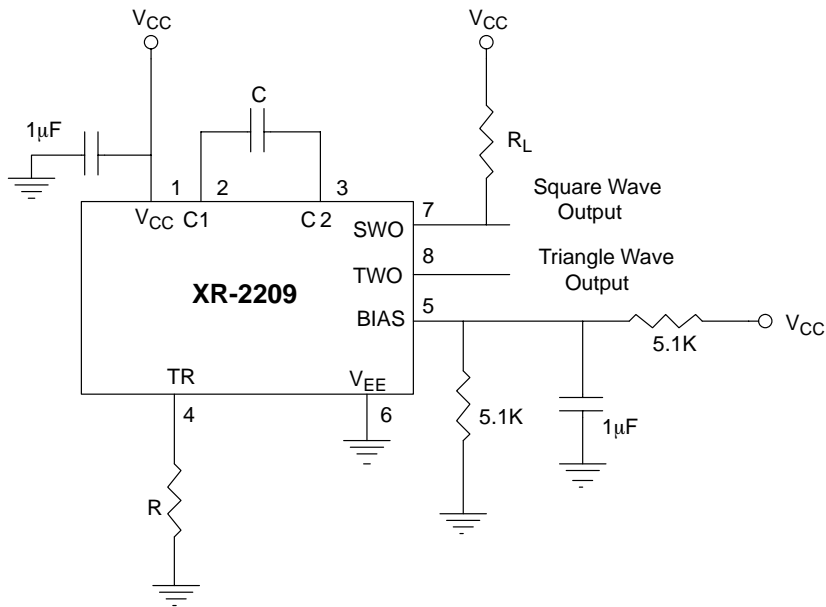 VCC
VCC
C
1μF
RL
1
2
3
VCC
C1
C2
7
Square Wave
Output
SWO
8
Triangle Wave
Output
TWO
XR-2209
5
BIAS
VCC
5.1K
TR
VEE
4
6
5.1K
1μF
R